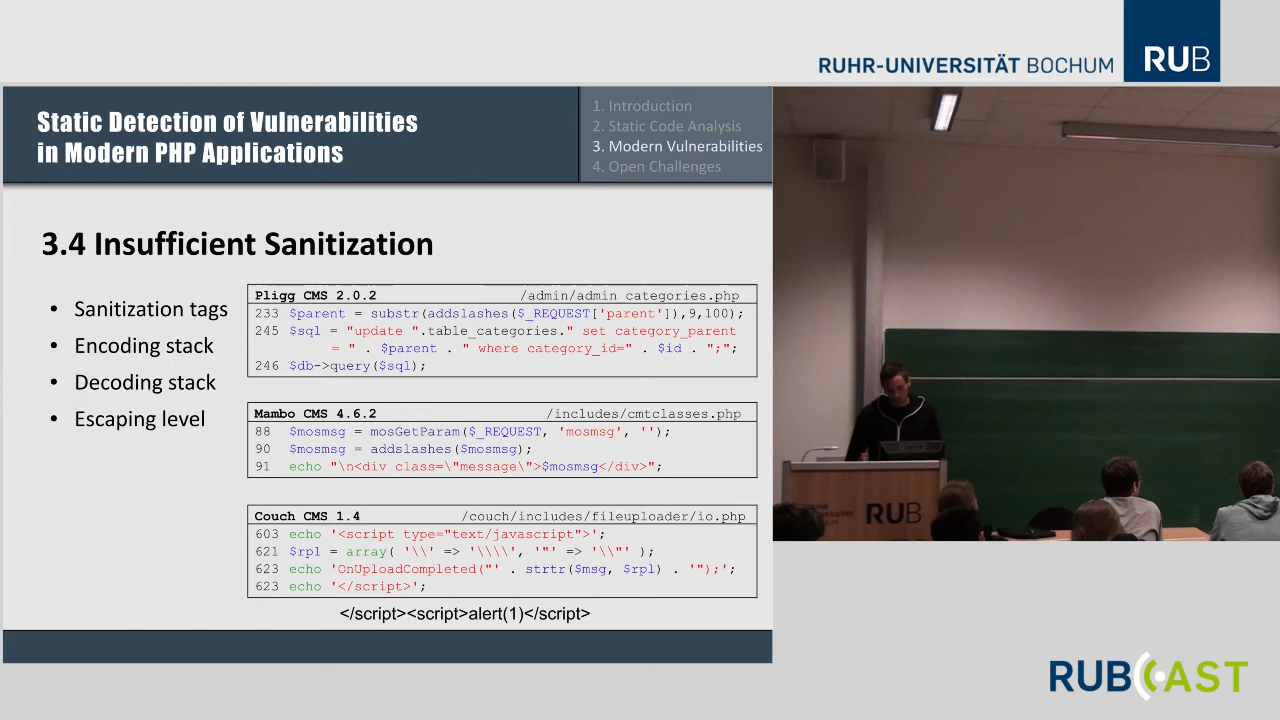 RUHR-UNIVERSITÄT BOCHUM
RUB
Static Detection of Vulnerabilities
in Modern PHP Applications
1. Introduction
2. Static Code Analysis
3. Modern Vulnerabilities
4. Open Challenges
3.4 Insufficient Sanitization
• Sanitization tags
• Encoding stack
• Decoding stack
• Escaping level
Pligg CMS 2.0.2 /admin/admin_categories.php
233 $parent = substr(addslashes($_REQUEST['parent']),9,100);
245 $sql = "update ".table_categories." set category_parent
= " . $parent . " where category_id=" . $id . ";";
246 $db->query($sql);
Mambo CMS 4.6.2 /includes/cmtclasses.php
88 $mosmsg = mosGetParam($_REQUEST, 'mosmsg', '');
90 $mosmsg = addslashes($mosmsg);
91 echo "\n<div class=\"message\">$mosmsg</div>";
Couch CMS 1.4 /couch/includes/fileuploader/io.php
603 echo '<script type="text/javascript">';
621 $rpl = array( '\\' => '\\\\', '"' => '\\"' );
623 echo 'OnUploadCompleted("' . strtr($msg, $rpl) . '");';
623 echo '</script>';
</script><script>alert(1)</script>
RUB
RUBCAST